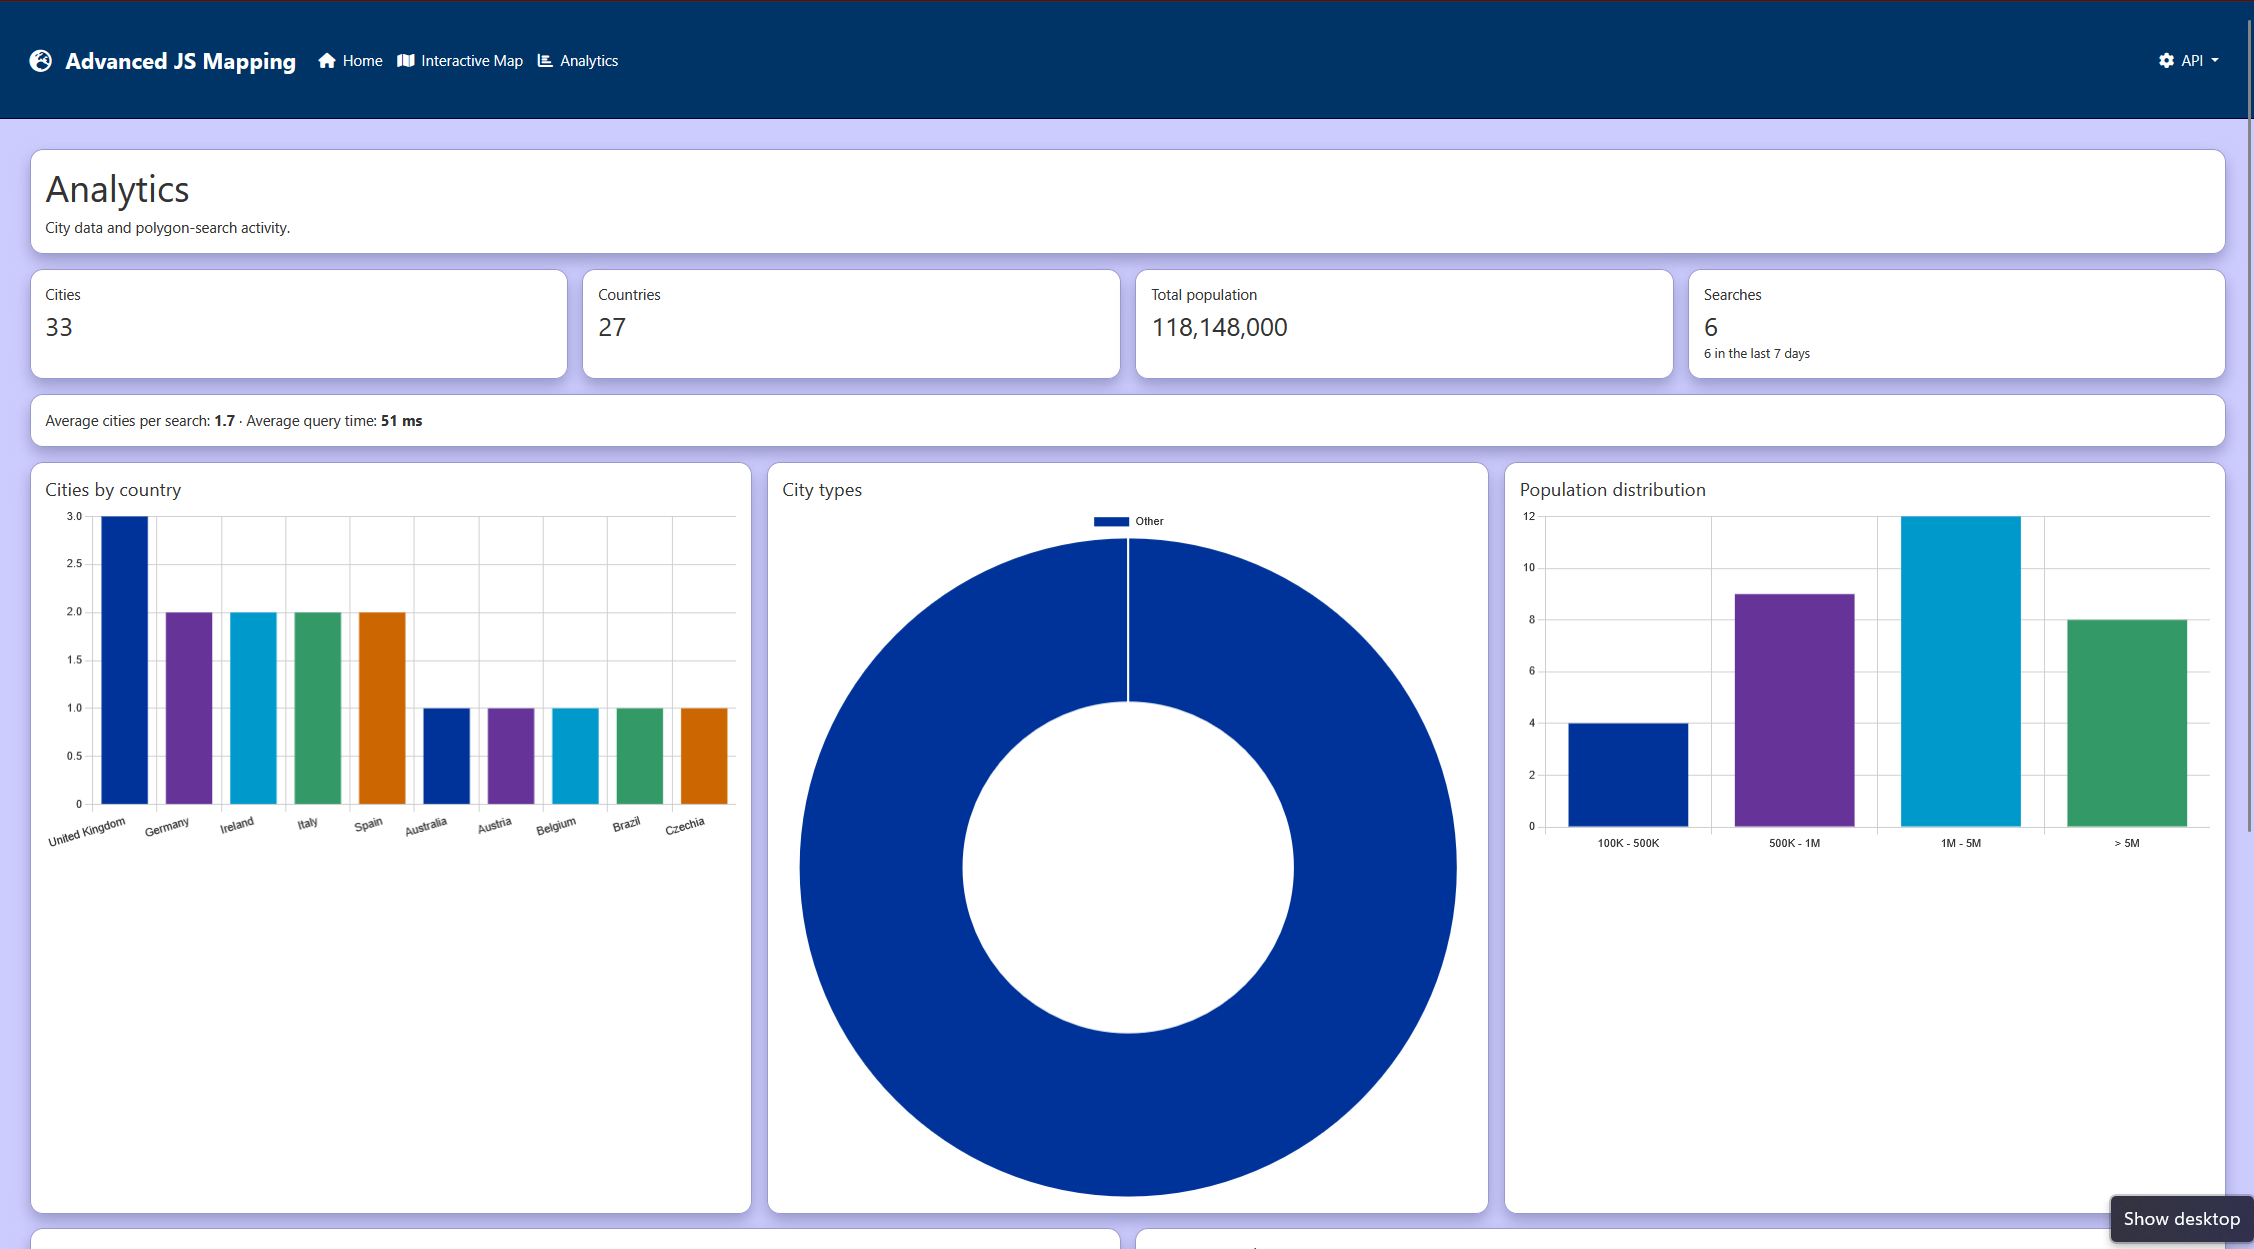 Advanced JS Mapping
Home
Interactive Map
Analytics
API
Analytics
City data and polygon-search activity.
Cities
33
Countries
27
Total population
118,148,000
Searches
6
6 in the last 7 days
Average cities per search: 1.7 · Average query time: 51 ms
Cities by country
3.0
2.5
2.0
1.5
1.0
0.5
0
United Kingdom
Germany
Ireland
Italy
Spain
Australia
Austria
Belgium
Brazil
Czechia
City types
Other
Population distribution
12
10
8
6
4
2
0
100K - 500K
500K - 1M
1M - 5M
> 5M
Show desktop